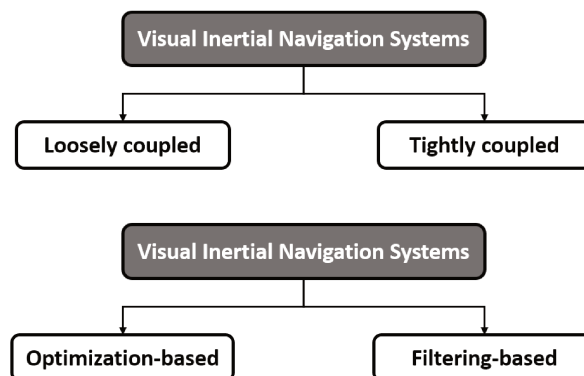 Visual Inertial Navigation Systems
Loosely coupled
Tightly coupled
Visual Inertial Navigation Systems
Optimization-based
Filtering-based